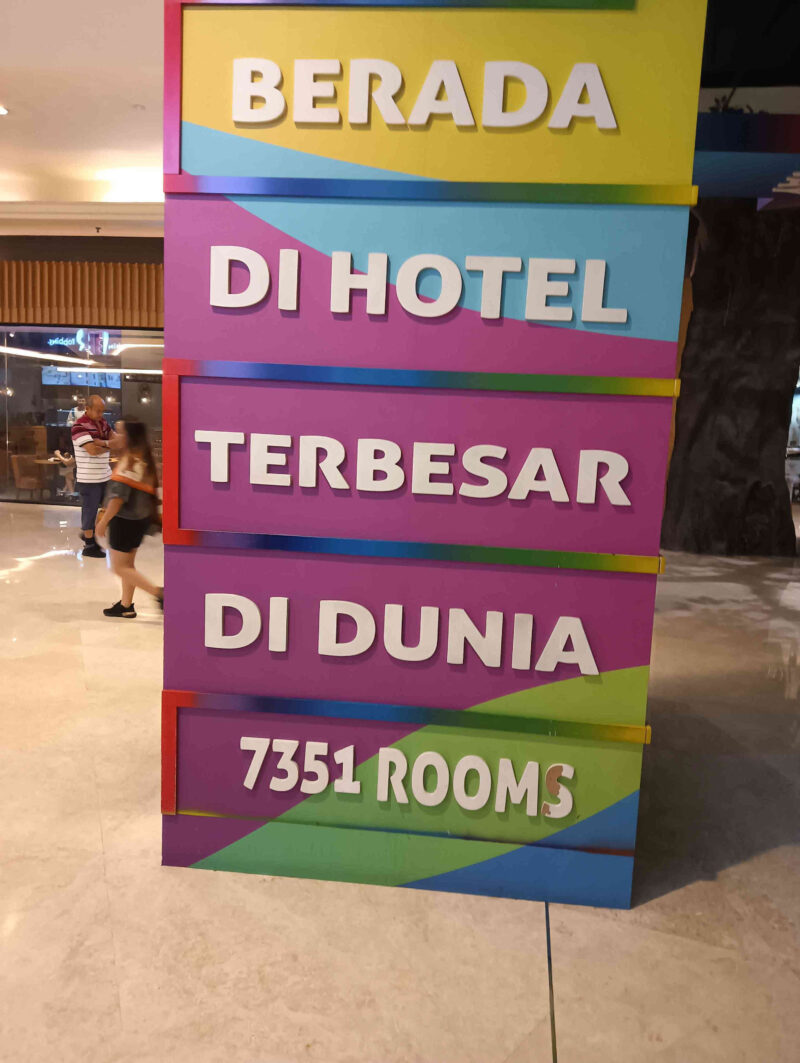 BERADA
DI HOTEL
TERBESAR
DI DUNIA
7351 ROOMS